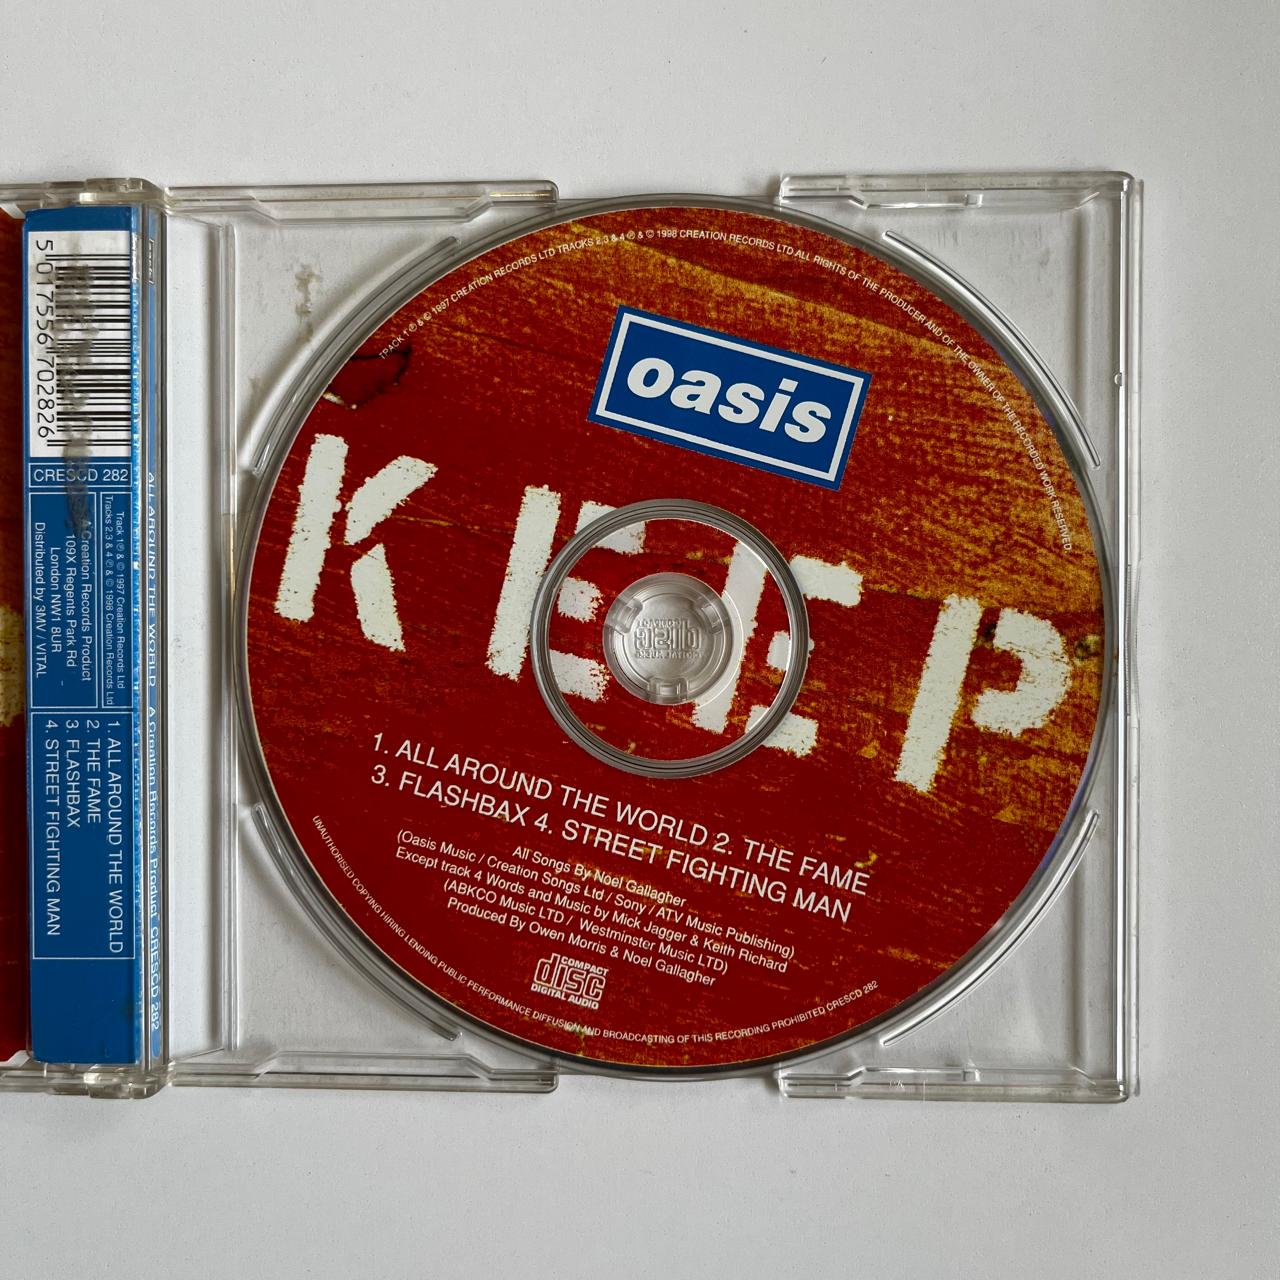 5 017556 702826
CRESCD 282
Track 1 ℗ & © 1997 Creation Records Ltd
Tracks 2,3 & 4 ℗ & © 1998 Creation Records Ltd
A Creation Records Product
109X Regents Park Rd
London NW1 8UR
Distributed by 3MV / VITAL
1. ALL AROUND THE WORLD
2. THE FAME
3. FLASHBAX
4. STREET FIGHTING MAN
ALL AROUND THE WORLD A Creation Records Product CRESCD 282
TRACK 1 ℗ & © 1997 CREATION RECORDS LTD TRACKS 2,3 & 4 ℗ & © 1998 CREATION RECORDS LTD ALL RIGHTS OF THE PRODUCER AND OF THE OWNER OF THE RECORDED WORK RESERVED.
oasis
KEEP
1. ALL AROUND THE WORLD 2. THE FAME
3. FLASHBAX 4. STREET FIGHTING MAN
All Songs By Noel Gallagher
(Oasis Music / Creation Songs Ltd / Sony / ATV Music Publishing)
Except track 4 Words and Music by Mick Jagger & Keith Richard
(ABKCO Music LTD / Westminster Music LTD)
Produced By Owen Morris & Noel Gallagher
COMPACT
disc
DIGITAL AUDIO
UNAUTHORISED COPYING HIRING LENDING PUBLIC PERFORMANCE DIFFUSION AND BROADCASTING OF THIS RECORDING PROHIBITED CRESCD 282